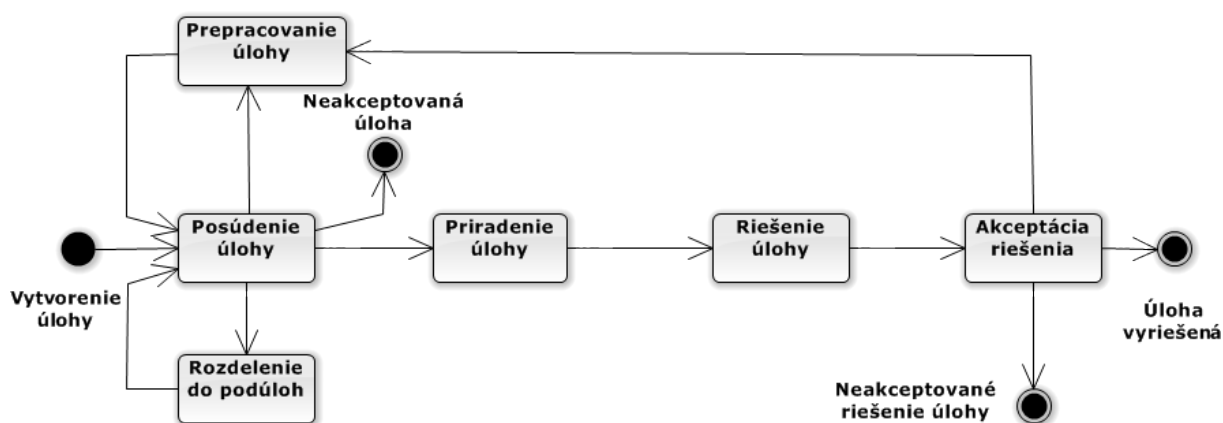 Prepracovanie
úlohy
Neakceptovaná
úloha
Posúdenie
úlohy
Priradenie
úlohy
Riešenie
úlohy
Akceptácia
riešenia
Vytvorenie
úlohy
Úloha
vyriešená
Rozdelenie
do podúloh
Neakceptované
riešenie úlohy